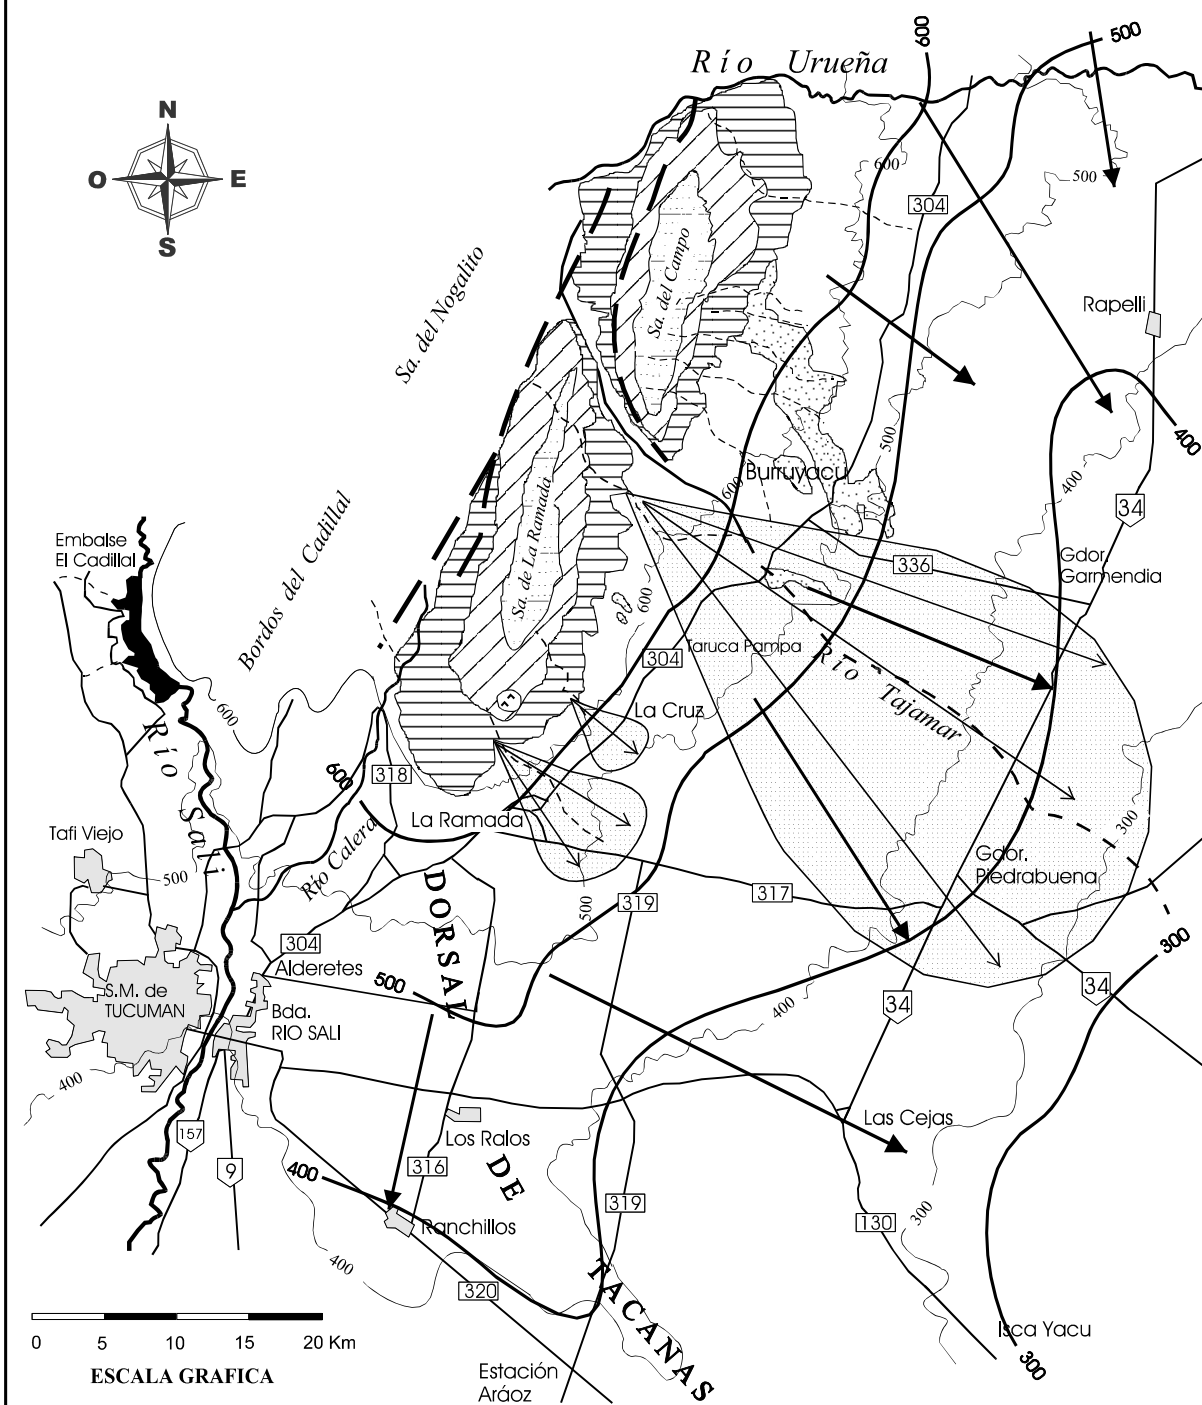 600
500
Río Urueña
N
O
E
S
600
500
304
Sa. del Nogalito
Sa. del Campo
Rapelli
500
400
400
Burruyacu
600
34
Embalse
El Cadillal
Sa. de La Ramada
Bordos del Cadillal
336
Gdor.
Garmendia
600
Taruca Pampa
304
Río Tajamar
600
La Cruz
Río Salí
600
318
La Ramada
300
Tafi Viejo
Río Calera
500
Gdor.
Piedrabuena
317
319
500
304
Alderetes
300
DORSAL
DE
TACANAS
500
34
34
S.M. de
TUCUMAN
Bda.
RIO SALI
400
400
Los Ralos
Las Cejas
157
9
316
400
319
300
130
Ranchillos
400
320
Isca Yacu
300
0 5 10 15 20 Km
ESCALA GRAFICA
Estación
Aráoz